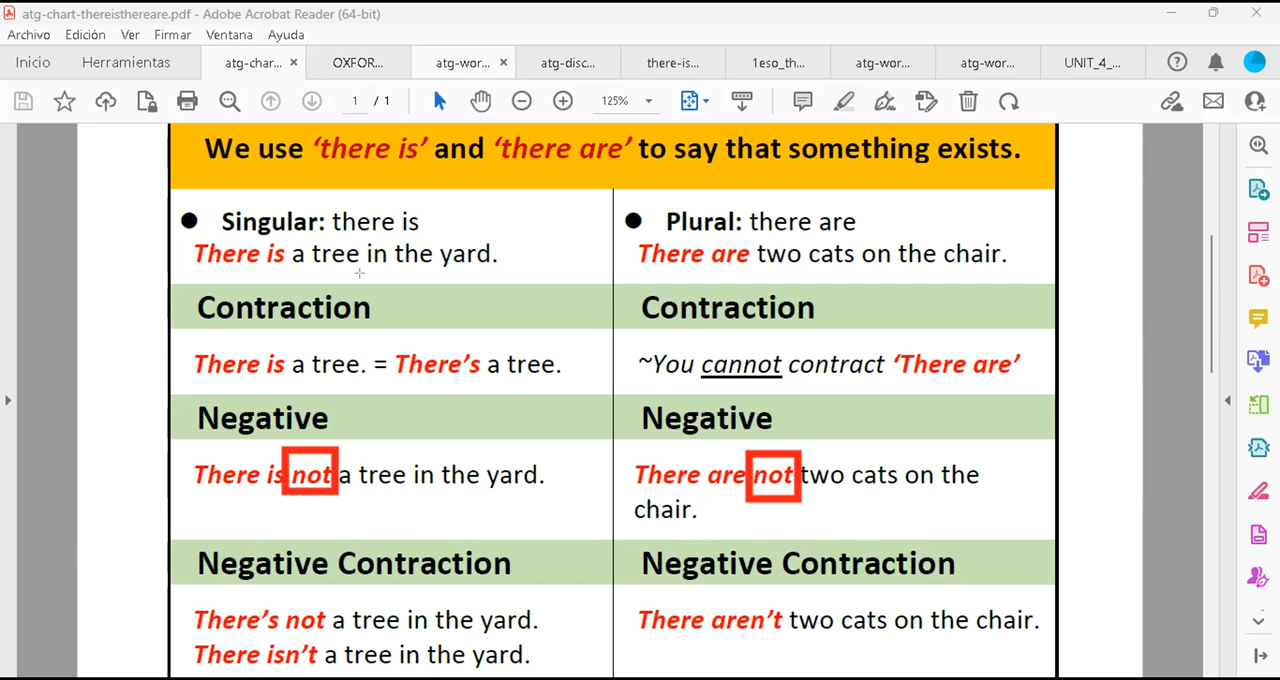 atg-chart-thereisthereare.pdf - Adobe Acrobat Reader (64-bit)
Archivo Edición Ver Firmar Ventana Ayuda
Inicio Herramientas atg-char... × OXFOR... atg-wor... × atg-disc... there-is... 1eso_th... atg-wor... atg-wor... UNIT_4_...
1 / 1 125%
We use ‘there is’ and ‘there are’ to say that something exists.
● Singular: there is
There is a tree in the yard.
Contraction
There is a tree. = There’s a tree.
Negative
There is not a tree in the yard.
Negative Contraction
There’s not a tree in the yard.
There isn’t a tree in the yard.
● Plural: there are
There are two cats on the chair.
Contraction
~You cannot contract ‘There are’
Negative
There are not two cats on the
chair.
Negative Contraction
There aren’t two cats on the chair.